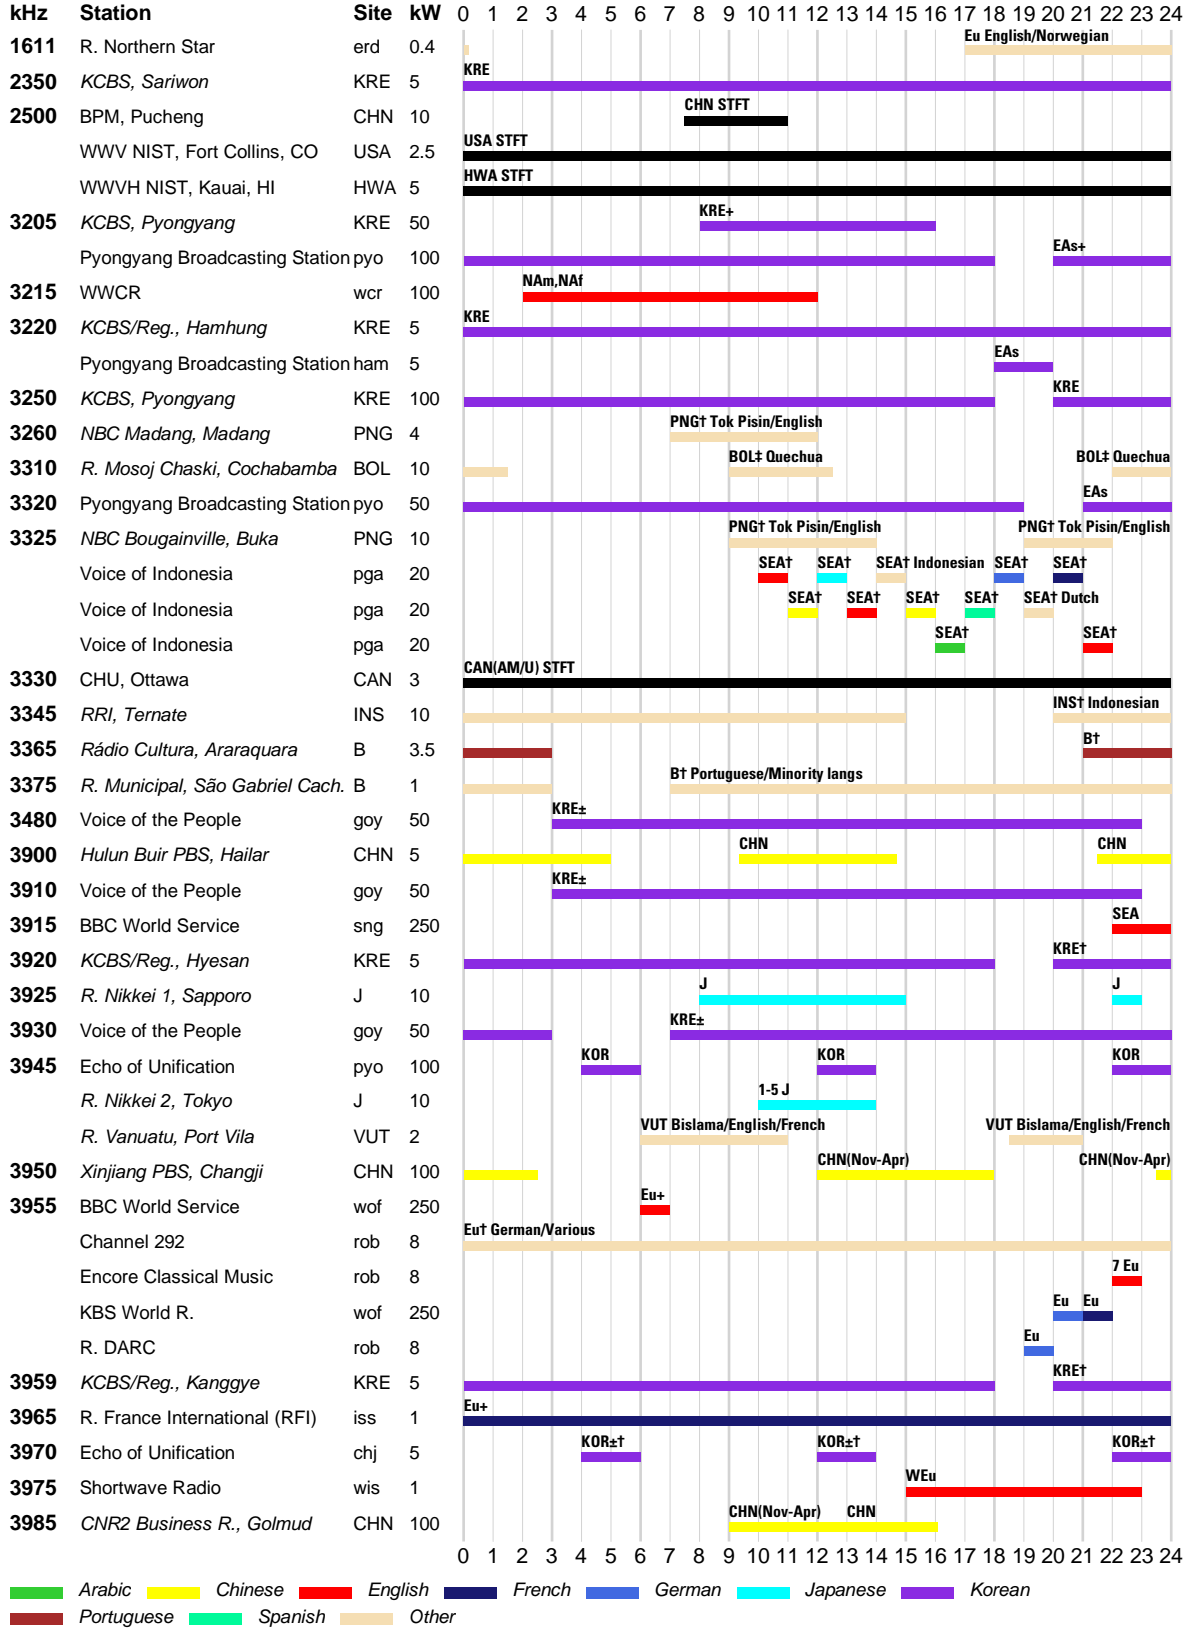 kHz Station Site kW 0 1 2 3 4 5 6 7 8 9 10 11 12 13 14 15 16 17 18 19 20 21 22 23 24
1611 R. Northern Star erd 0.4 Eu English/Norwegian
2350 KCBS, Sariwon KRE 5 KRE
2500 BPM, Pucheng CHN 10 CHN STFT
WWV NIST, Fort Collins, CO USA 2.5 USA STFT
WWVH NIST, Kauai, HI HWA 5 HWA STFT
3205 KCBS, Pyongyang KRE 50 KRE+
Pyongyang Broadcasting Station pyo 100 EAs+
3215 WWCR wcr 100 NAm,NAf
3220 KCBS/Reg., Hamhung KRE 5 KRE
Pyongyang Broadcasting Station ham 5 EAs
3250 KCBS, Pyongyang KRE 100 KRE
3260 NBC Madang, Madang PNG 4 PNG† Tok Pisin/English
3310 R. Mosoj Chaski, Cochabamba BOL 10 BOL‡ Quechua BOL‡ Quechua
3320 Pyongyang Broadcasting Station pyo 50 EAs
3325 NBC Bougainville, Buka PNG 10 PNG† Tok Pisin/English PNG† Tok Pisin/English
Voice of Indonesia pga 20 SEA† SEA† SEA† Indonesian SEA† SEA†
Voice of Indonesia pga 20 SEA† SEA† SEA† SEA† SEA† Dutch
Voice of Indonesia pga 20 SEA† SEA†
3330 CHU, Ottawa CAN 3 CAN(AM/U) STFT
3345 RRI, Ternate INS 10 INS† Indonesian
3365 Rádio Cultura, Araraquara B 3.5 B†
3375 R. Municipal, São Gabriel Cach. B 1 B† Portuguese/Minority langs
3480 Voice of the People goy 50 KRE±
3900 Hulun Buir PBS, Hailar CHN 5 CHN CHN
3910 Voice of the People goy 50 KRE±
3915 BBC World Service sng 250 SEA
3920 KCBS/Reg., Hyesan KRE 5 KRE†
3925 R. Nikkei 1, Sapporo J 10 J J
3930 Voice of the People goy 50 KRE±
3945 Echo of Unification pyo 100 KOR KOR KOR
R. Nikkei 2, Tokyo J 10 1-5 J
R. Vanuatu, Port Vila VUT 2 VUT Bislama/English/French VUT Bislama/English/French
3950 Xinjiang PBS, Changji CHN 100 CHN(Nov-Apr) CHN(Nov-Apr)
3955 BBC World Service wof 250 Eu+
Channel 292 rob 8 Eu† German/Various
Encore Classical Music rob 8 7 Eu
KBS World R. wof 250 Eu Eu
R. DARC rob 8 Eu
3959 KCBS/Reg., Kanggye KRE 5 KRE†
3965 R. France International (RFI) iss 1 Eu+
3970 Echo of Unification chj 5 KOR±† KOR±† KOR±†
3975 Shortwave Radio wis 1 WEu
3985 CNR2 Business R., Golmud CHN 100 CHN(Nov-Apr) CHN
0 1 2 3 4 5 6 7 8 9 10 11 12 13 14 15 16 17 18 19 20 21 22 23 24
Arabic Chinese English French German Japanese Korean
Portuguese Spanish Other